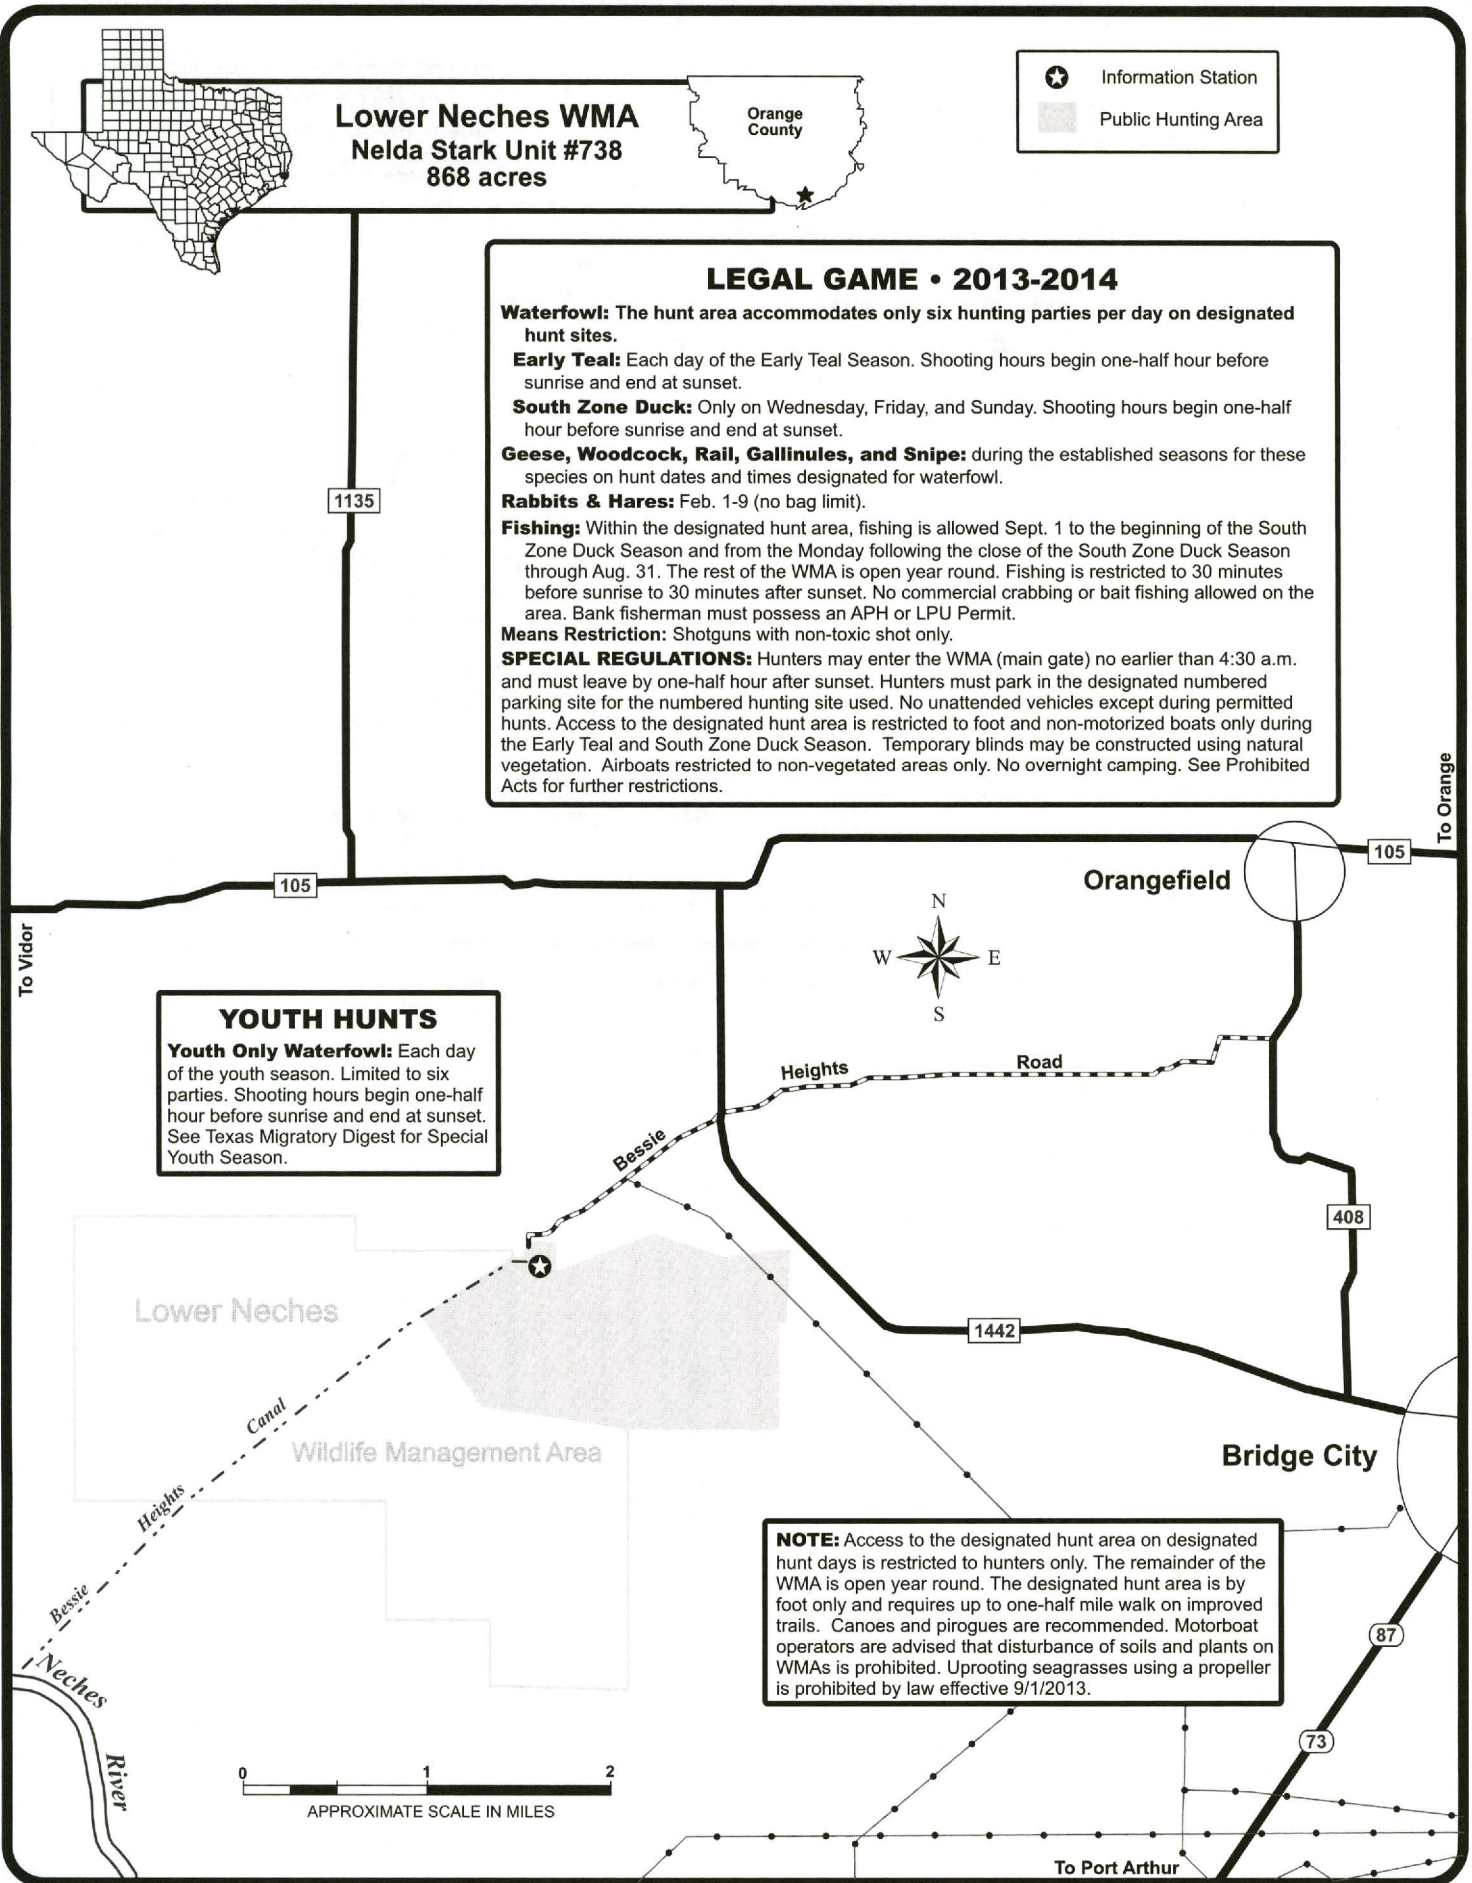 Lower Neches WMA
Nelda Stark Unit #738
868 acres
Orange
County
Information Station
Public Hunting Area
LEGAL GAME • 2013-2014
Waterfowl: The hunt area accommodates only six hunting parties per day on designated
hunt sites.
Early Teal: Each day of the Early Teal Season. Shooting hours begin one-half hour before
sunrise and end at sunset.
South Zone Duck: Only on Wednesday, Friday, and Sunday. Shooting hours begin one-half
hour before sunrise and end at sunset.
Geese, Woodcock, Rail, Gallinules, and Snipe: during the established seasons for these
species on hunt dates and times designated for waterfowl.
Rabbits & Hares: Feb. 1-9 (no bag limit).
Fishing: Within the designated hunt area, fishing is allowed Sept. 1 to the beginning of the South
Zone Duck Season and from the Monday following the close of the South Zone Duck Season
through Aug. 31. The rest of the WMA is open year round. Fishing is restricted to 30 minutes
before sunrise to 30 minutes after sunset. No commercial crabbing or bait fishing allowed on the
area. Bank fisherman must possess an APH or LPU Permit.
Means Restriction: Shotguns with non-toxic shot only.
SPECIAL REGULATIONS: Hunters may enter the WMA (main gate) no earlier than 4:30 a.m.
and must leave by one-half hour after sunset. Hunters must park in the designated numbered
parking site for the numbered hunting site used. No unattended vehicles except during permitted
hunts. Access to the designated hunt area is restricted to foot and non-motorized boats only during
the Early Teal and South Zone Duck Season. Temporary blinds may be constructed using natural
vegetation. Airboats restricted to non-vegetated areas only. No overnight camping. See Prohibited
Acts for further restrictions.
1135
To Orange
105
105
Orangefield
To Vidor
N
W
E
S
YOUTH HUNTS
Youth Only Waterfowl: Each day
of the youth season. Limited to six
parties. Shooting hours begin one-half
hour before sunrise and end at sunset.
See Texas Migratory Digest for Special
Youth Season.
Bessie
Heights
Road
408
Lower Neches
1442
Canal
Wildlife Management Area
Bridge City
Heights
Bessie
NOTE: Access to the designated hunt area on designated
hunt days is restricted to hunters only. The remainder of the
WMA is open year round. The designated hunt area is by
foot only and requires up to one-half mile walk on improved
trails. Canoes and pirogues are recommended. Motorboat
operators are advised that disturbance of soils and plants on
WMAs is prohibited. Uprooting seagrasses using a propeller
is prohibited by law effective 9/1/2013.
87
Neches
River
73
0
1
2
APPROXIMATE SCALE IN MILES
To Port Arthur